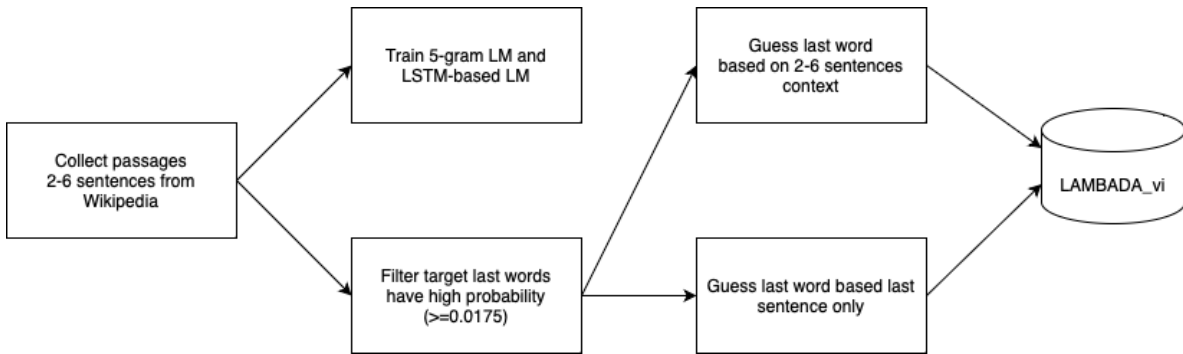 Collect passages
2-6 sentences from
Wikipedia
Train 5-gram LM and
LSTM-based LM
Filter target last words
have high probability
(>=0.0175)
Guess last word
based on 2-6 sentences
context
Guess last word based last
sentence only
LAMBADA_vi